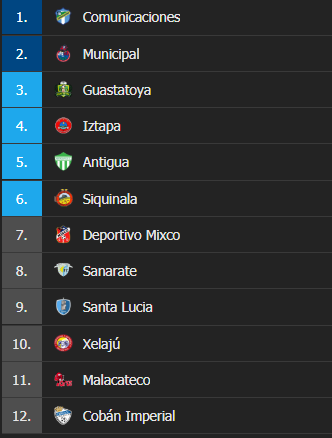 1. Comunicaciones
2. Municipal
3. Guastatoya
4. Iztapa
5. Antigua
6. Siquinala
7. Deportivo Mixco
8. Sanarate
9. Santa Lucia
10. Xelajú
11. Malacateco
12. Cobán Imperial